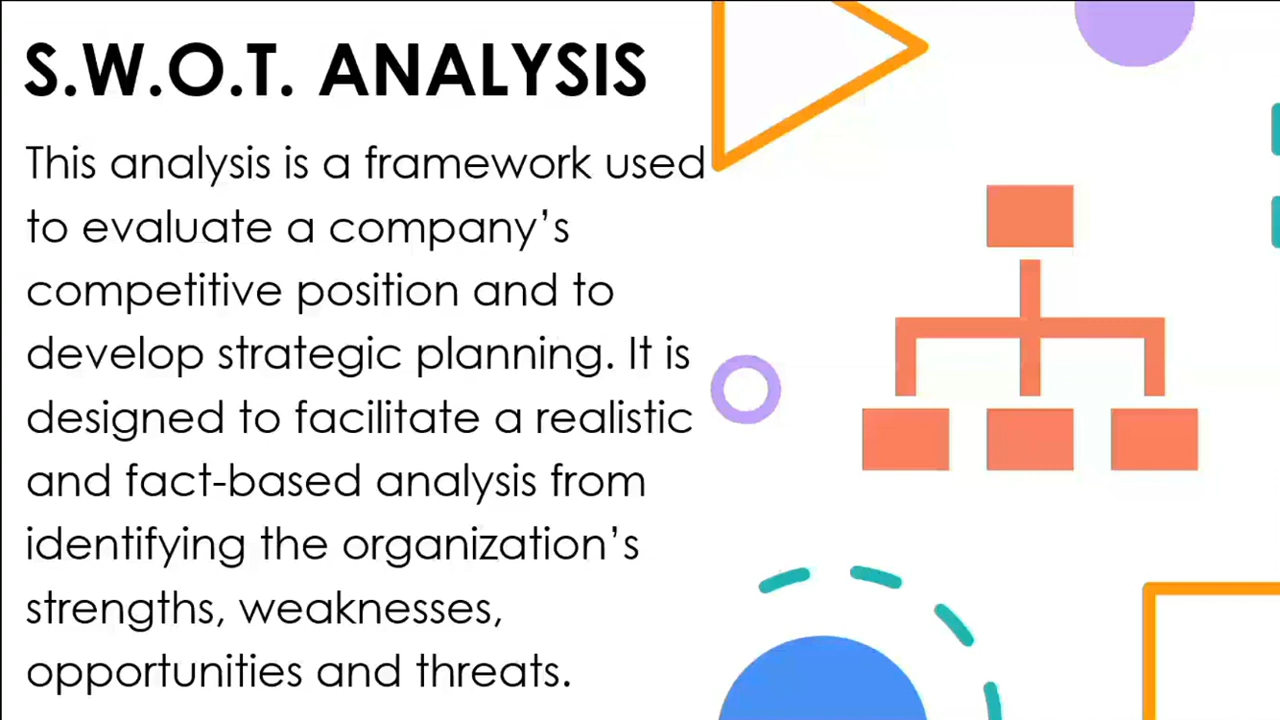 S.W.O.T. ANALYSIS
This analysis is a framework used
to evaluate a company’s
competitive position and to
develop strategic planning. It is
designed to facilitate a realistic
and fact-based analysis from
identifying the organization’s
strengths, weaknesses,
opportunities and threats.